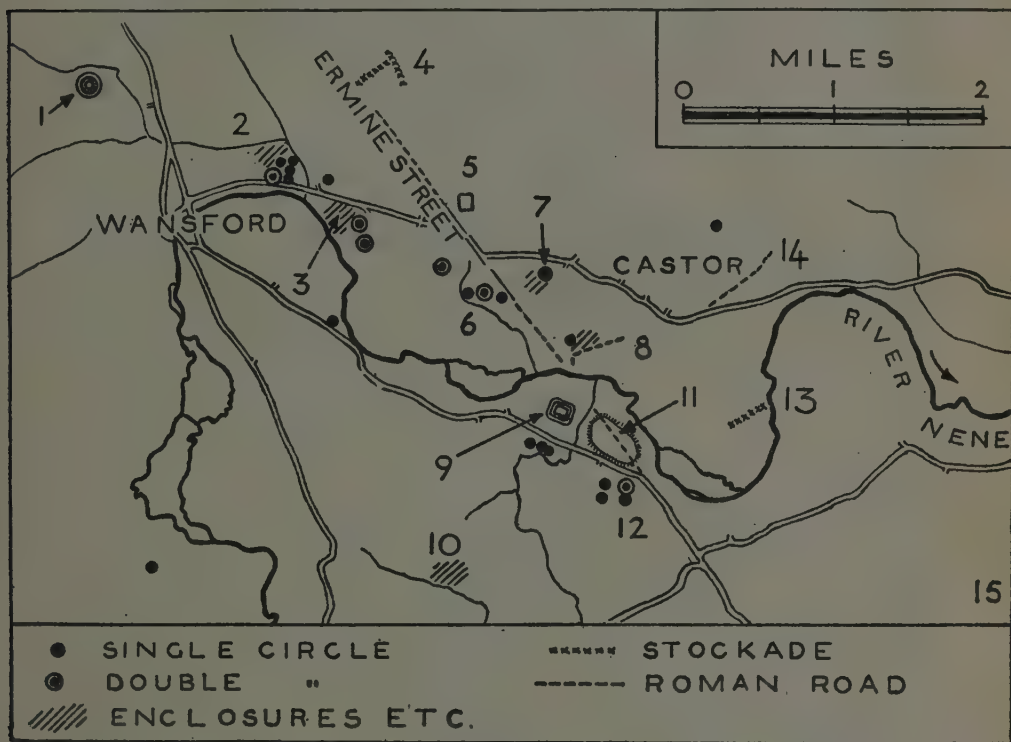 MILES
0 1 2
4
ERMINE STREET
1
2
5
7
WANSFORD
3
CASTOR
14
6
8
RIVER NENE
11
13
9
12
10
15
SINGLE CIRCLE
DOUBLE "
ENCLOSURES ETC.
STOCKADE
ROMAN ROAD